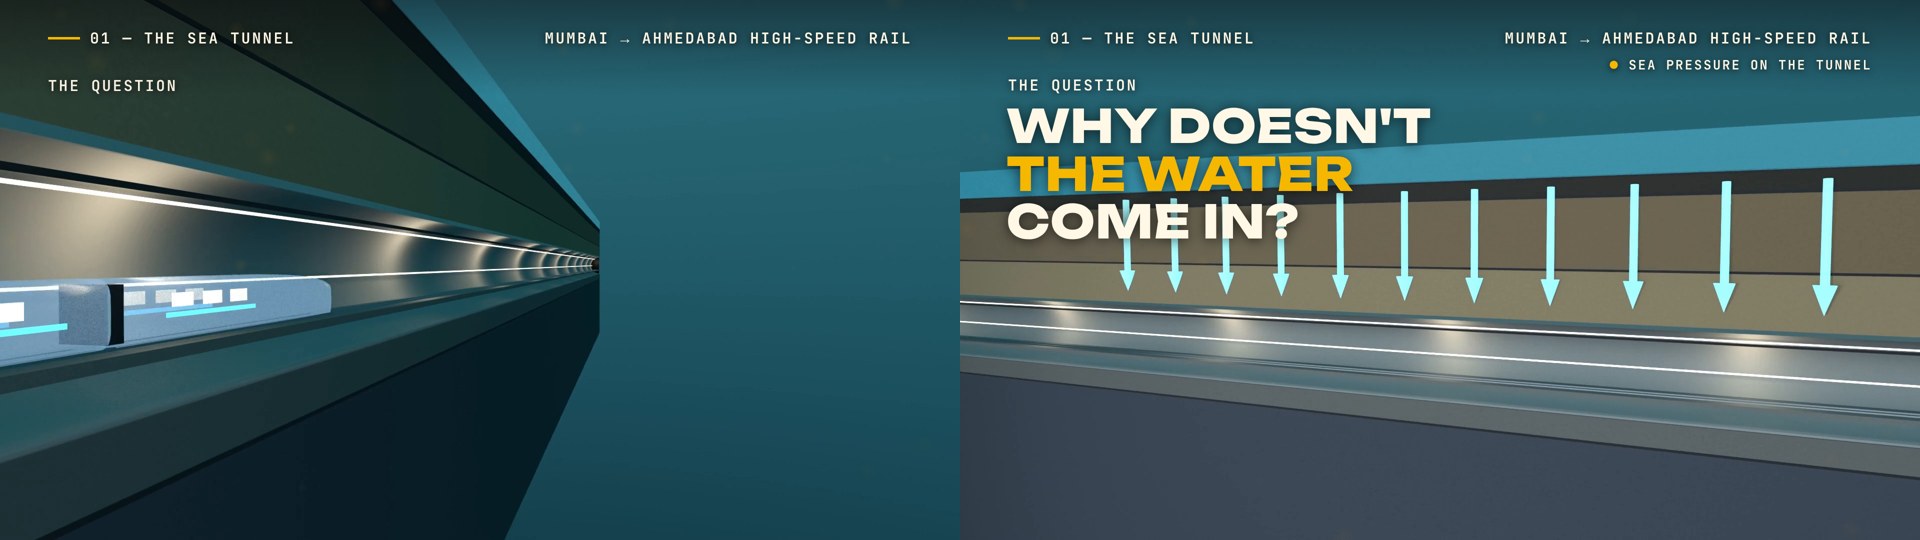 01 — THE SEA TUNNEL
MUMBAI → AHMEDABAD HIGH-SPEED RAIL
THE QUESTION
01 — THE SEA TUNNEL
MUMBAI → AHMEDABAD HIGH-SPEED RAIL
SEA PRESSURE ON THE TUNNEL
THE QUESTION
WHY DOESN'T
THE WATER
COME IN?